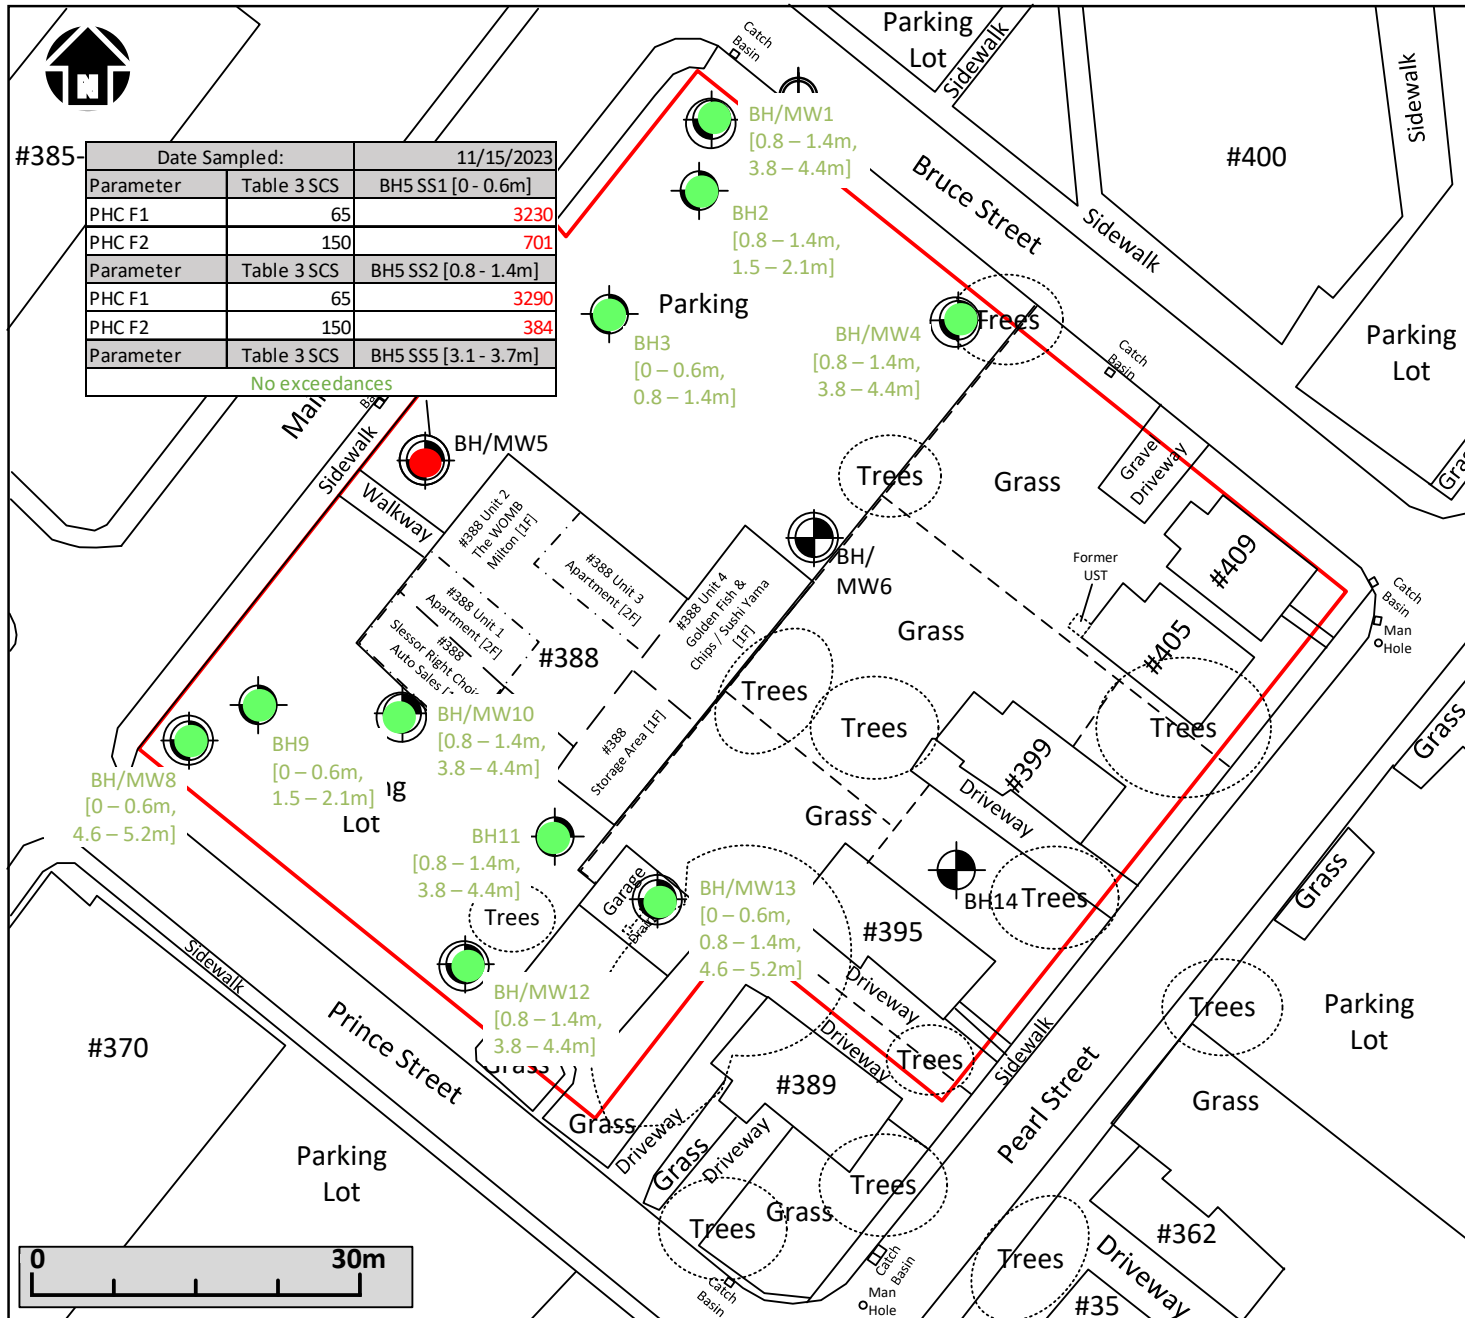 Catch
Basin
Parking
Lot
Sidewalk
Sidewalk
N
#385-
#400
BH/MW1
[0.8 – 1.4m,
3.8 – 4.4m]
Date Sampled: 11/15/2023
Parameter Table 3 SCS BH5 SS1 [0 - 0.6m]
PHC F1 65 3230
PHC F2 150 701
Parameter Table 3 SCS BH5 SS2 [0.8 - 1.4m]
PHC F1 65 3290
PHC F2 150 384
Parameter Table 3 SCS BH5 SS5 [3.1 - 3.7m]
No exceedances
Bruce Street
Sidewalk
BH2
[0.8 – 1.4m,
1.5 – 2.1m]
Parking
BH3
[0 – 0.6m,
0.8 – 1.4m]
BH/MW4
[0.8 – 1.4m,
3.8 – 4.4m]
Trees
Catch
Basin
Parking
Lot
Sidewalk
BH/MW5
Walkway
#388 Unit 2
The WOMB
Milton [1F]
#388 Unit 3
Apartment [2F]
#388 Unit 1
Apartment [2F]
#388
Slessor Right Choi
Auto Sales [
#388
#388 Unit 4
Golden Fish &
Chips / Sushi Yama
[1F]
#388
Storage Area [1F]
Trees
Grass
Grave
Driveway
Gras
BH/
MW6
Former
UST
#409
#405
Catch
Basin
Man
Hole
Grass
Trees
Trees
Trees
Grass
#399
Driveway
Grass
BH/MW8
[0 – 0.6m,
4.6 – 5.2m]
BH9
[0 – 0.6m,
1.5 – 2.1m]
BH/MW10
[0.8 – 1.4m,
3.8 – 4.4m]
ng
Lot
BH11
[0.8 – 1.4m,
3.8 – 4.4m]
Trees
Garage
BH/MW13
[0 – 0.6m,
0.8 – 1.4m,
4.6 – 5.2m]
BH14
Trees
#395
Driveway
Grass
Sidewalk
BH/MW12
[0.8 – 1.4m,
3.8 – 4.4m]
Grass
Prince Street
#370
Parking
Lot
Grass
Driveway
Grass
Driveway
#389
Driveway
Trees
Sidewalk
Pearl Street
Trees
Parking
Lot
Grass
Trees
Grass
Trees
Catch
Basin
Catch
Basin
Man
Hole
Trees
#362
Driveway
#35
0 30m